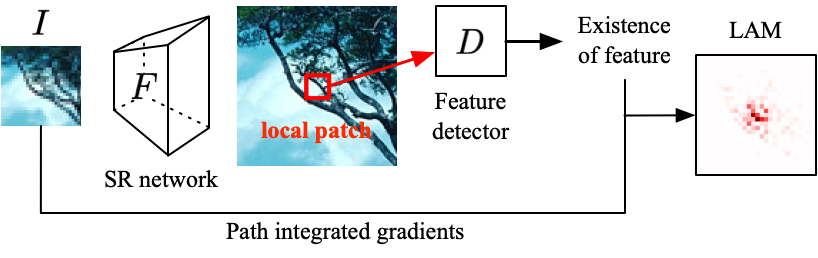 I
F
SR network
local patch
D
Feature
detector
Existence
of feature
LAM
Path integrated gradients